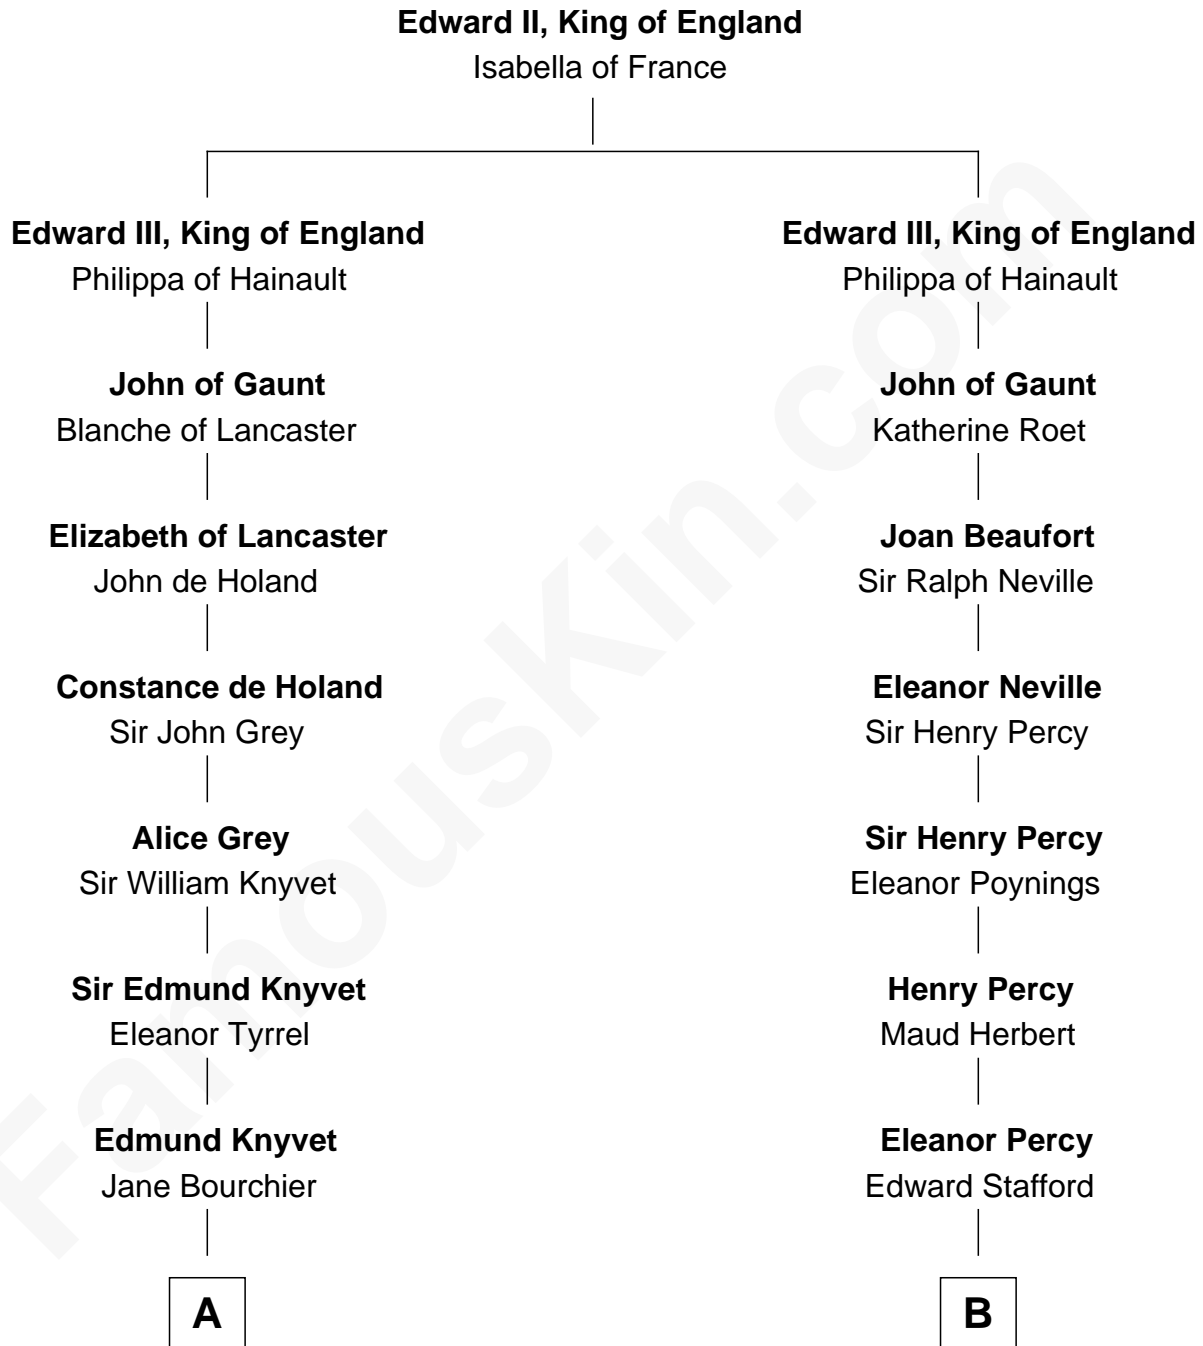 Edward II, King of England
Isabella of France
Edward III, King of England
Philippa of Hainault
John of Gaunt
Blanche of Lancaster
Elizabeth of Lancaster
John de Holand
Constance de Holand
Sir John Grey
Alice Grey
Sir William Knyvet
Sir Edmund Knyvet
Eleanor Tyrrel
Edmund Knyvet
Jane Bourchier
A
Edward III, King of England
Philippa of Hainault
John of Gaunt
Katherine Roet
Joan Beaufort
Sir Ralph Neville
Eleanor Neville
Sir Henry Percy
Sir Henry Percy
Eleanor Poynings
Henry Percy
Maud Herbert
Eleanor Percy
Edward Stafford
B
FamousKin.com